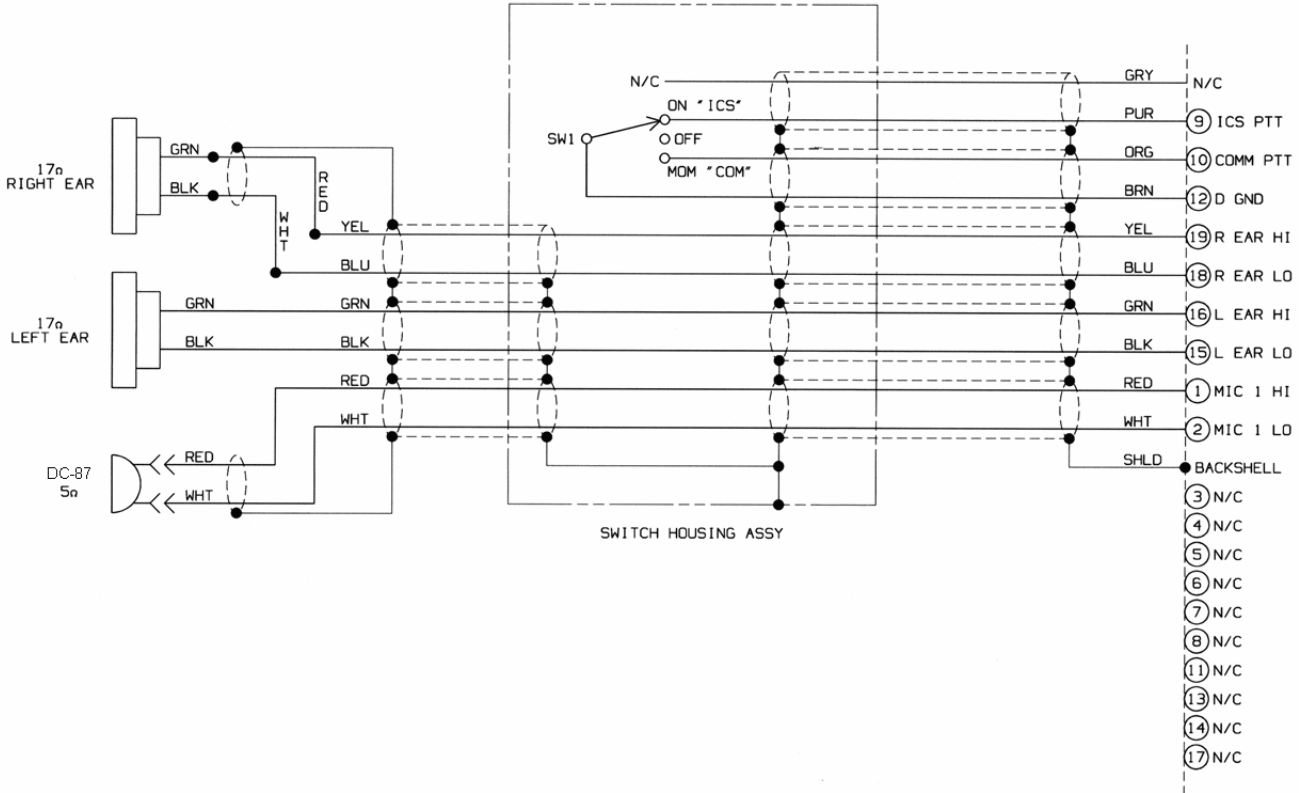 N/C GRY N/C
ON "ICS" PUR 9 ICS PTT
SW1 OFF
MOM "COM" ORG 10 COMM PTT
BRN 12 D GND
17Ω
RIGHT EAR
GRN
BLK
RED
WHT
YEL YEL 19 R EAR HI
BLU BLU 18 R EAR LO
17Ω
LEFT EAR
GRN GRN GRN 16 L EAR HI
BLK BLK BLK 15 L EAR LO
RED RED 1 MIC 1 HI
WHT WHT 2 MIC 1 LO
DC-87
5Ω
RED
WHT
SHLD BACKSHELL
SWITCH HOUSING ASSY
3 N/C
4 N/C
5 N/C
6 N/C
7 N/C
8 N/C
11 N/C
13 N/C
14 N/C
17 N/C